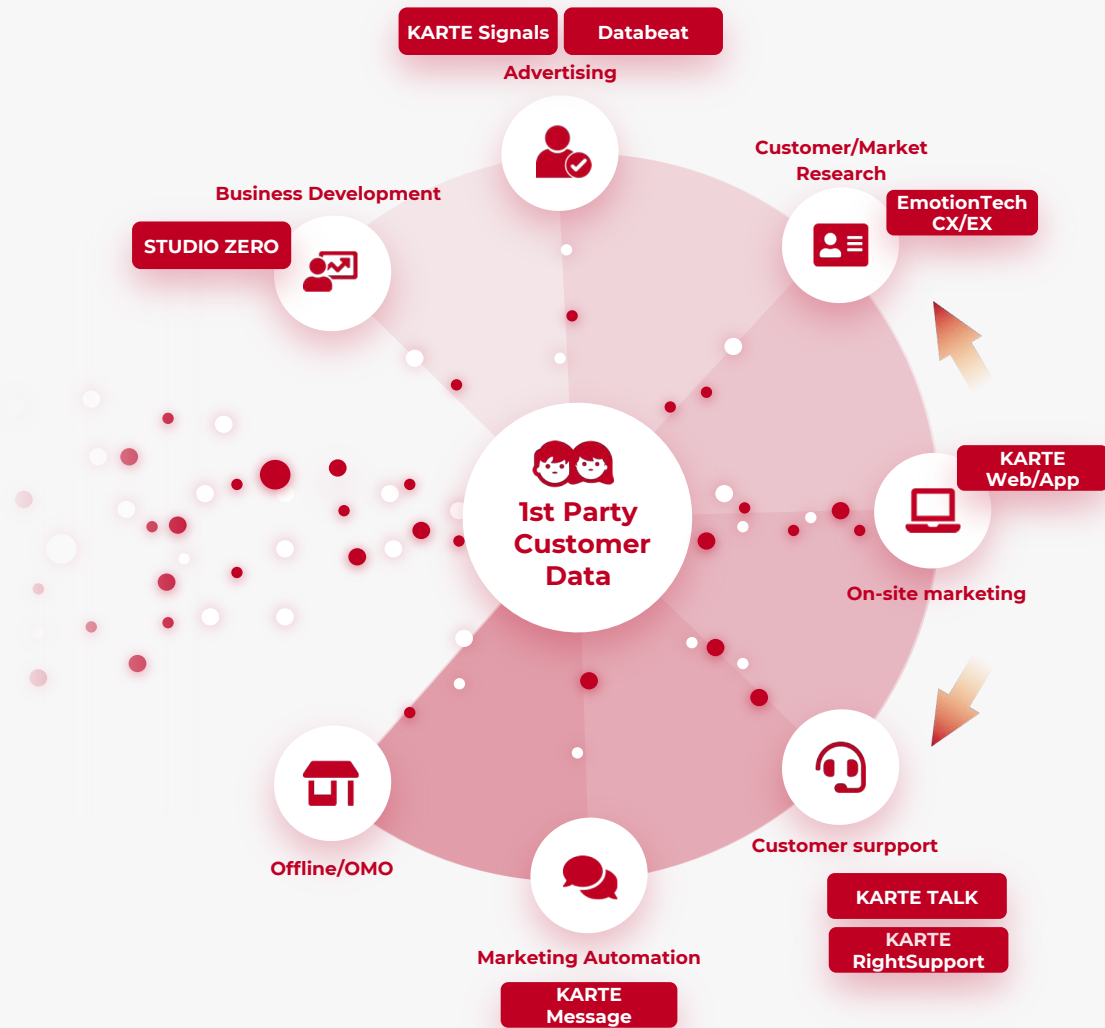 KARTE Signals
Databeat
Advertising
Customer/Market
Research
EmotionTech
CX/EX
Business Development
STUDIO ZERO
KARTE
Web/App
1st Party
Customer
Data
On-site marketing
Customer surpport
KARTE TALK
KARTE
RightSupport
Offline/OMO
Marketing Automation
KARTE
Message